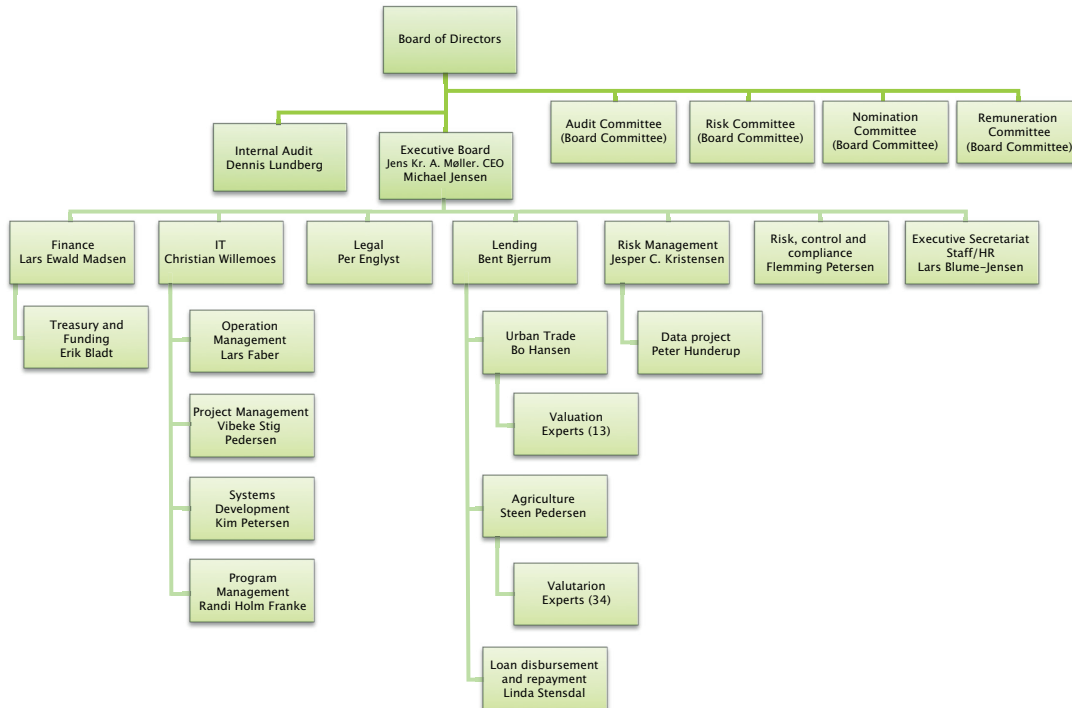 Board of Directors
Internal Audit
Dennis Lundberg
Executive Board
Jens Kr. A. Møller. CEO
Michael Jensen
Audit Committee
(Board Committee)
Risk Committee
(Board Committee)
Nomination
Committee
(Board Committee)
Remuneration
Committee
(Board Committee)
Finance
Lars Ewald Madsen
IT
Christian Willemoes
Legal
Per Englyst
Lending
Bent Bjerrum
Risk Management
Jesper C. Kristensen
Risk, control and
compliance
Flemming Petersen
Executive Secretariat
Staff/HR
Lars Blume-Jensen
Treasury and
Funding
Erik Bladt
Operation
Management
Lars Faber
Project Management
Vibeke Stig
Pedersen
Systems
Development
Kim Petersen
Program
Management
Randi Holm Franke
Urban Trade
Bo Hansen
Valuation
Experts (13)
Agriculture
Steen Pedersen
Valutarion
Experts (34)
Loan disbursement
and repayment
Linda Stensdal
Data project
Peter Hunderup